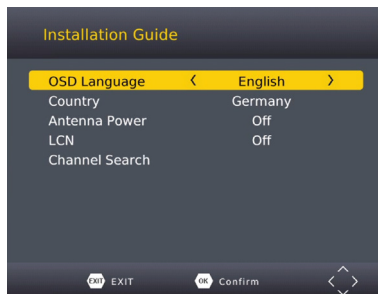 Installation Guide
OSD Language < English >
Country Germany
Antenna Power Off
LCN Off
Channel Search
EXIT EXIT OK Confirm